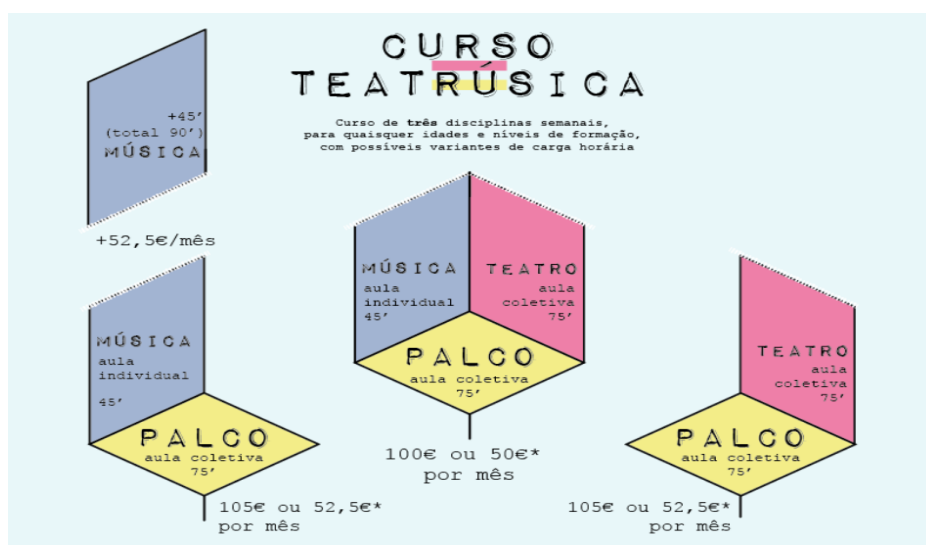 CURSO
TEATRÚSICA
Curso de três disciplinas semanais,
para quaisquer idades e níveis de formação,
com possíveis variantes de carga horária
+45′
(total 90′)
MÚSICA
+52,5€/mês
MÚSICA
aula
individual
45′
PALCO
aula coletiva
75′
105€ ou 52,5€*
por mês
MÚSICA
aula
individual
45′
TEATRO
aula
coletiva
75′
PALCO
aula coletiva
75′
100€ ou 50€*
por mês
TEATRO
aula
coletiva
75′
PALCO
aula coletiva
75′
105€ ou 52,5€*
por mês